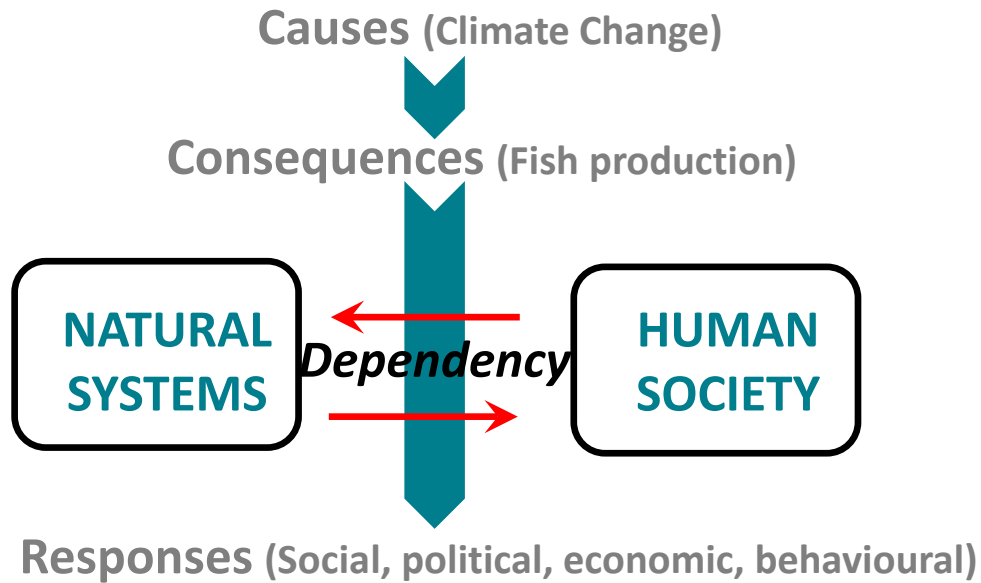 Causes (Climate Change)
Consequences (Fish production)
NATURAL
SYSTEMS
Dependency
HUMAN
SOCIETY
Responses (Social, political, economic, behavioural)